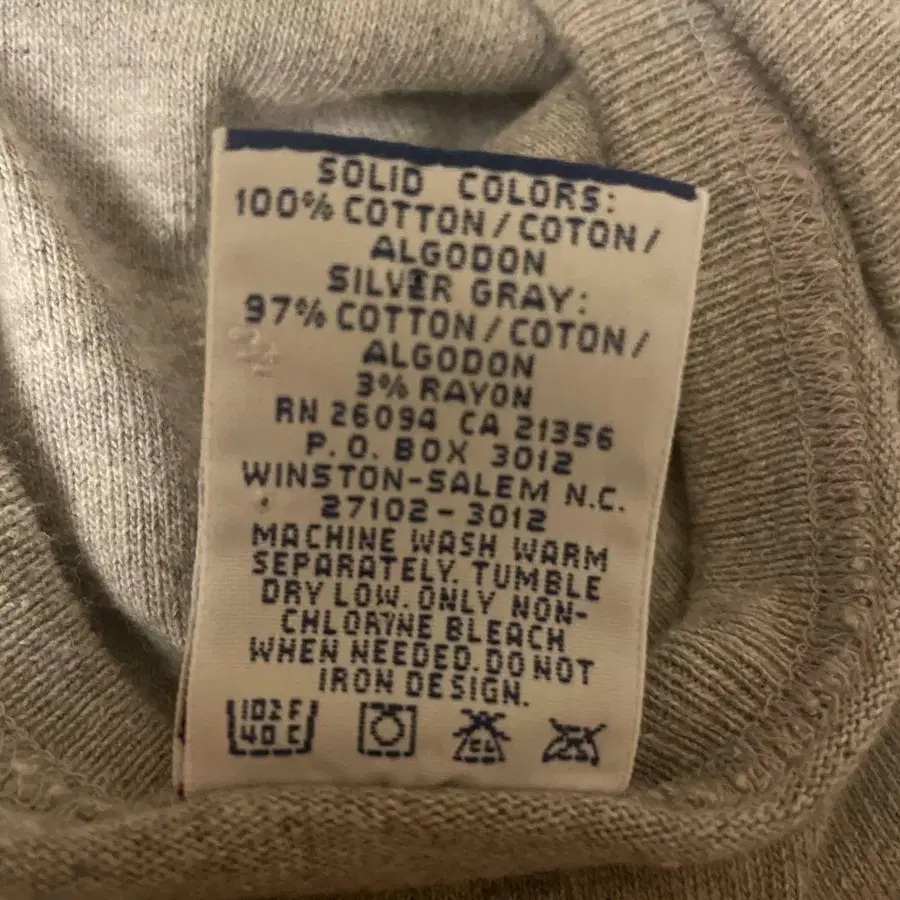 SOLID COLORS:
100% COTTON / COTON /
ALGODON
SILVER GRAY:
97% COTTON / COTON /
ALGODON
3% RAYON
RN 26094 CA 21356
P.O. BOX 3012
WINSTON-SALEM N.C.
27102-3012
MACHINE WASH WARM
SEPARATELY. TUMBLE
DRY LOW. ONLY NON-
CHLORINE BLEACH
WHEN NEEDED. DO NOT
IRON DESIGN.
102 F
40 C
CL